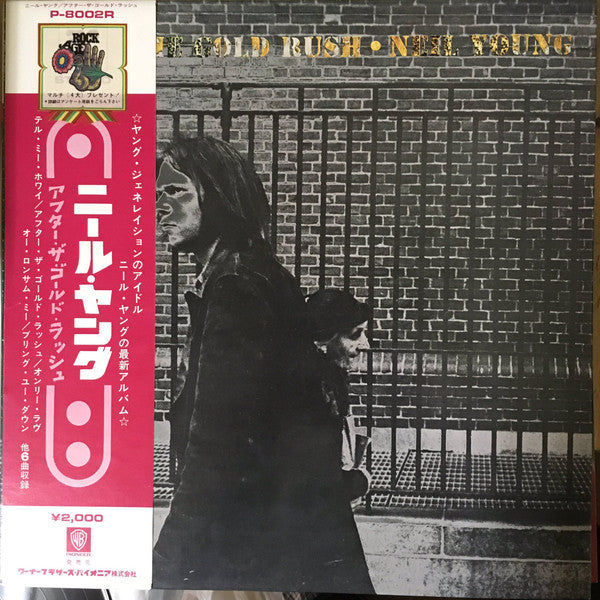 ニール・ヤング/アフター・ザ・ゴールド・ラッシュ
P-8002R
ROCK AGE
マルチ〔4大〕プレゼント!
GOLD RUSH • NEIL YOUNG
☆ヤング・ジェネレイションのアイドル
ニール・ヤングの最新アルバム☆
ニール・ヤング
アフター・ザ・ゴールド・ラッシュ
テル・ミー・ホワイ/アフター・ザ・ゴールド・ラッシュ/オンリー・ラヴ
オー・ロンサム・ミー/ブリング・ユー・ダウン
他6曲収録
¥2,000
WB
PIONEER
発売元
ワーナーブラザーズ・パイオニア株式会社